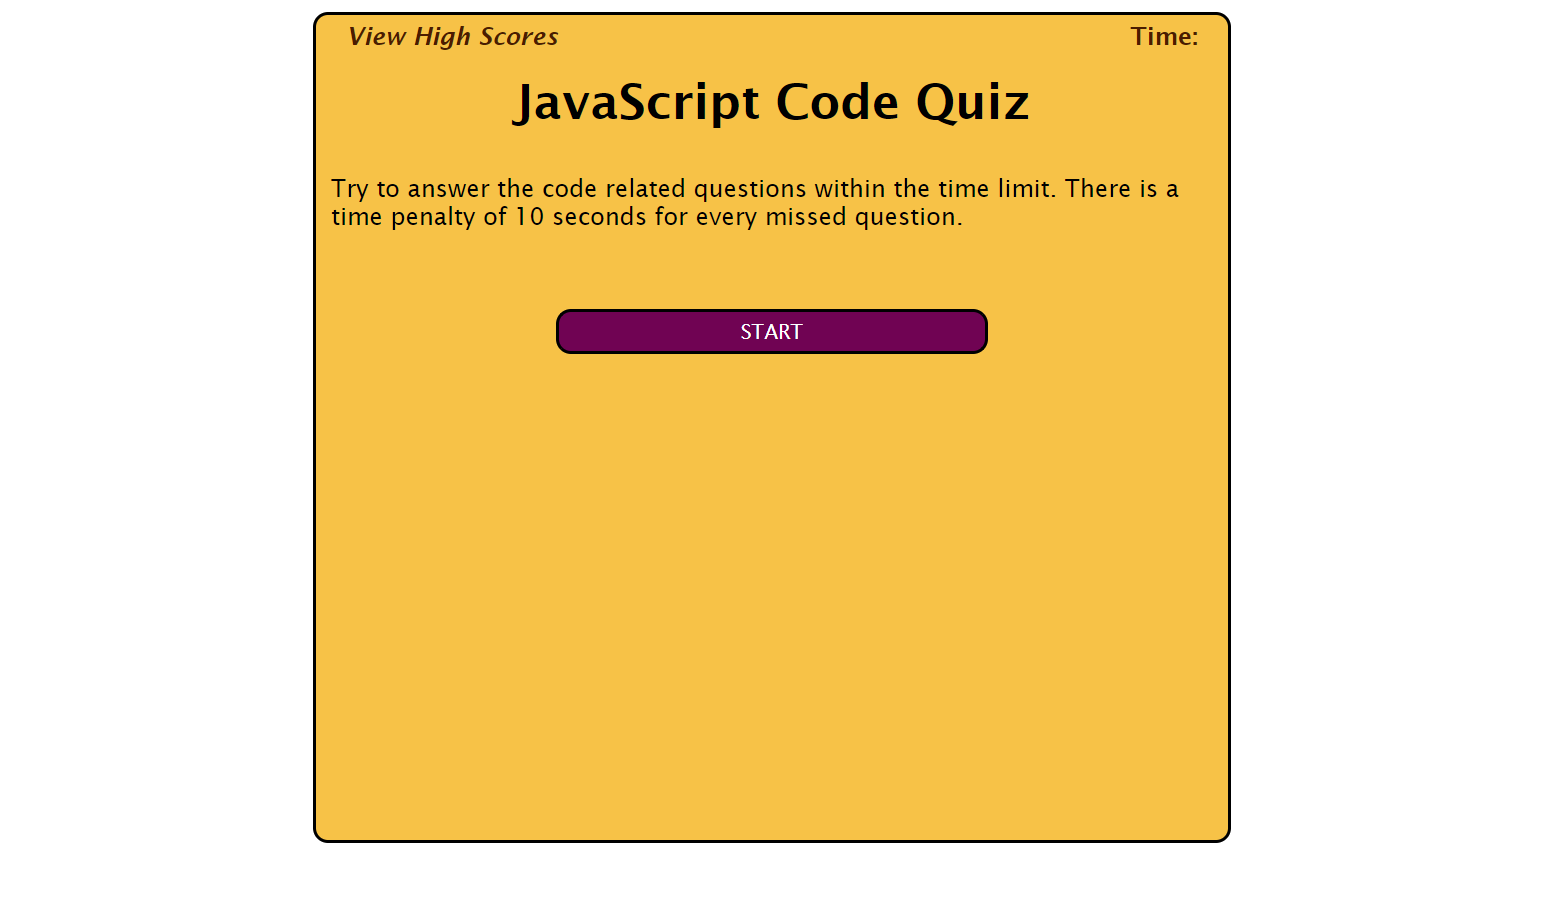 View High Scores
Time:
JavaScript Code Quiz
Try to answer the code related questions within the time limit. There is a
time penalty of 10 seconds for every missed question.
START